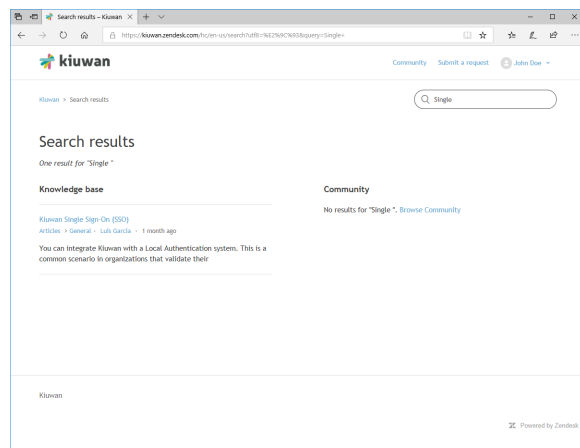 Search results – Kiuwan
https://kiuwan.zendesk.com/hc/en-us/search?utf8=%E2%9C%93&query=Single+
kiuwan
Community Submit a request John Doe
Kiuwan > Search results
Single
Search results
One result for "Single "
Knowledge base
Community
No results for "Single ". Browse Community
Kiuwan Single Sign-On (SSO)
Articles > General · Luis García · 1 month ago
You can integrate Kiuwan with a Local Authentication system. This is a
common scenario in organizations that validate their
Kiuwan
Powered by Zendesk